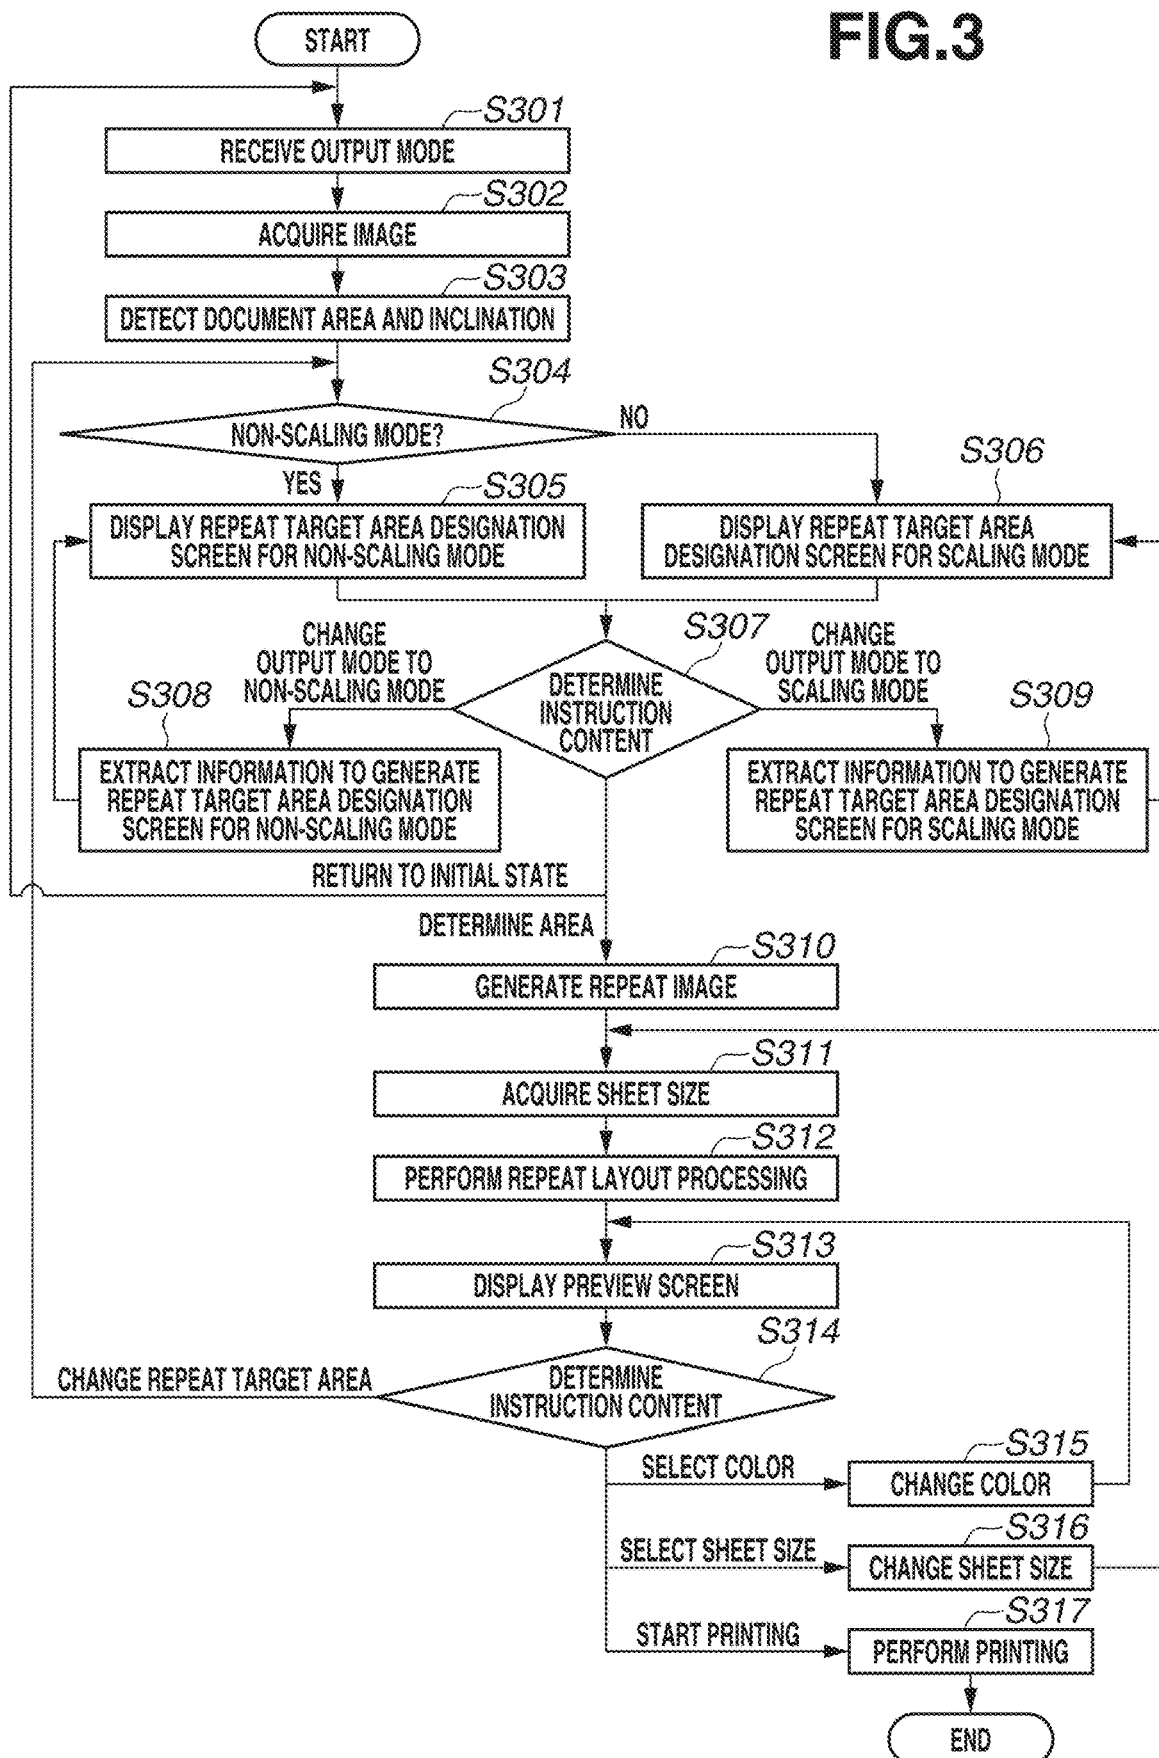 FIG.3
START
S301
RECEIVE OUTPUT MODE
S302
ACQUIRE IMAGE
S303
DETECT DOCUMENT AREA AND INCLINATION
S304
NON-SCALING MODE?
NO
YES
S305
DISPLAY REPEAT TARGET AREA DESIGNATION
SCREEN FOR NON-SCALING MODE
S306
DISPLAY REPEAT TARGET AREA
DESIGNATION SCREEN FOR SCALING MODE
S307
DETERMINE
INSTRUCTION
CONTENT
CHANGE
OUTPUT MODE TO
NON-SCALING MODE
CHANGE
OUTPUT MODE TO
SCALING MODE
S308
EXTRACT INFORMATION TO GENERATE
REPEAT TARGET AREA DESIGNATION
SCREEN FOR NON-SCALING MODE
S309
EXTRACT INFORMATION TO GENERATE
REPEAT TARGET AREA DESIGNATION
SCREEN FOR SCALING MODE
RETURN TO INITIAL STATE
DETERMINE AREA
S310
GENERATE REPEAT IMAGE
S311
ACQUIRE SHEET SIZE
S312
PERFORM REPEAT LAYOUT PROCESSING
S313
DISPLAY PREVIEW SCREEN
S314
DETERMINE
INSTRUCTION CONTENT
CHANGE REPEAT TARGET AREA
SELECT COLOR
S315
CHANGE COLOR
SELECT SHEET SIZE
S316
CHANGE SHEET SIZE
START PRINTING
S317
PERFORM PRINTING
END